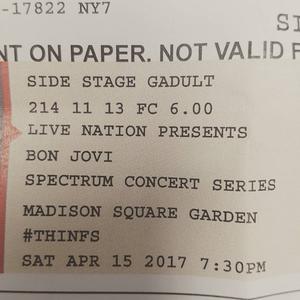 -17822 NY7
SI
NT ON PAPER. NOT VALID F
SIDE STAGE GADULT
214 11 13 FC 6.00
LIVE NATION PRESENTS
BON JOVI
SPECTRUM CONCERT SERIES
MADISON SQUARE GARDEN
#THINFS
SAT APR 15 2017 7:30PM